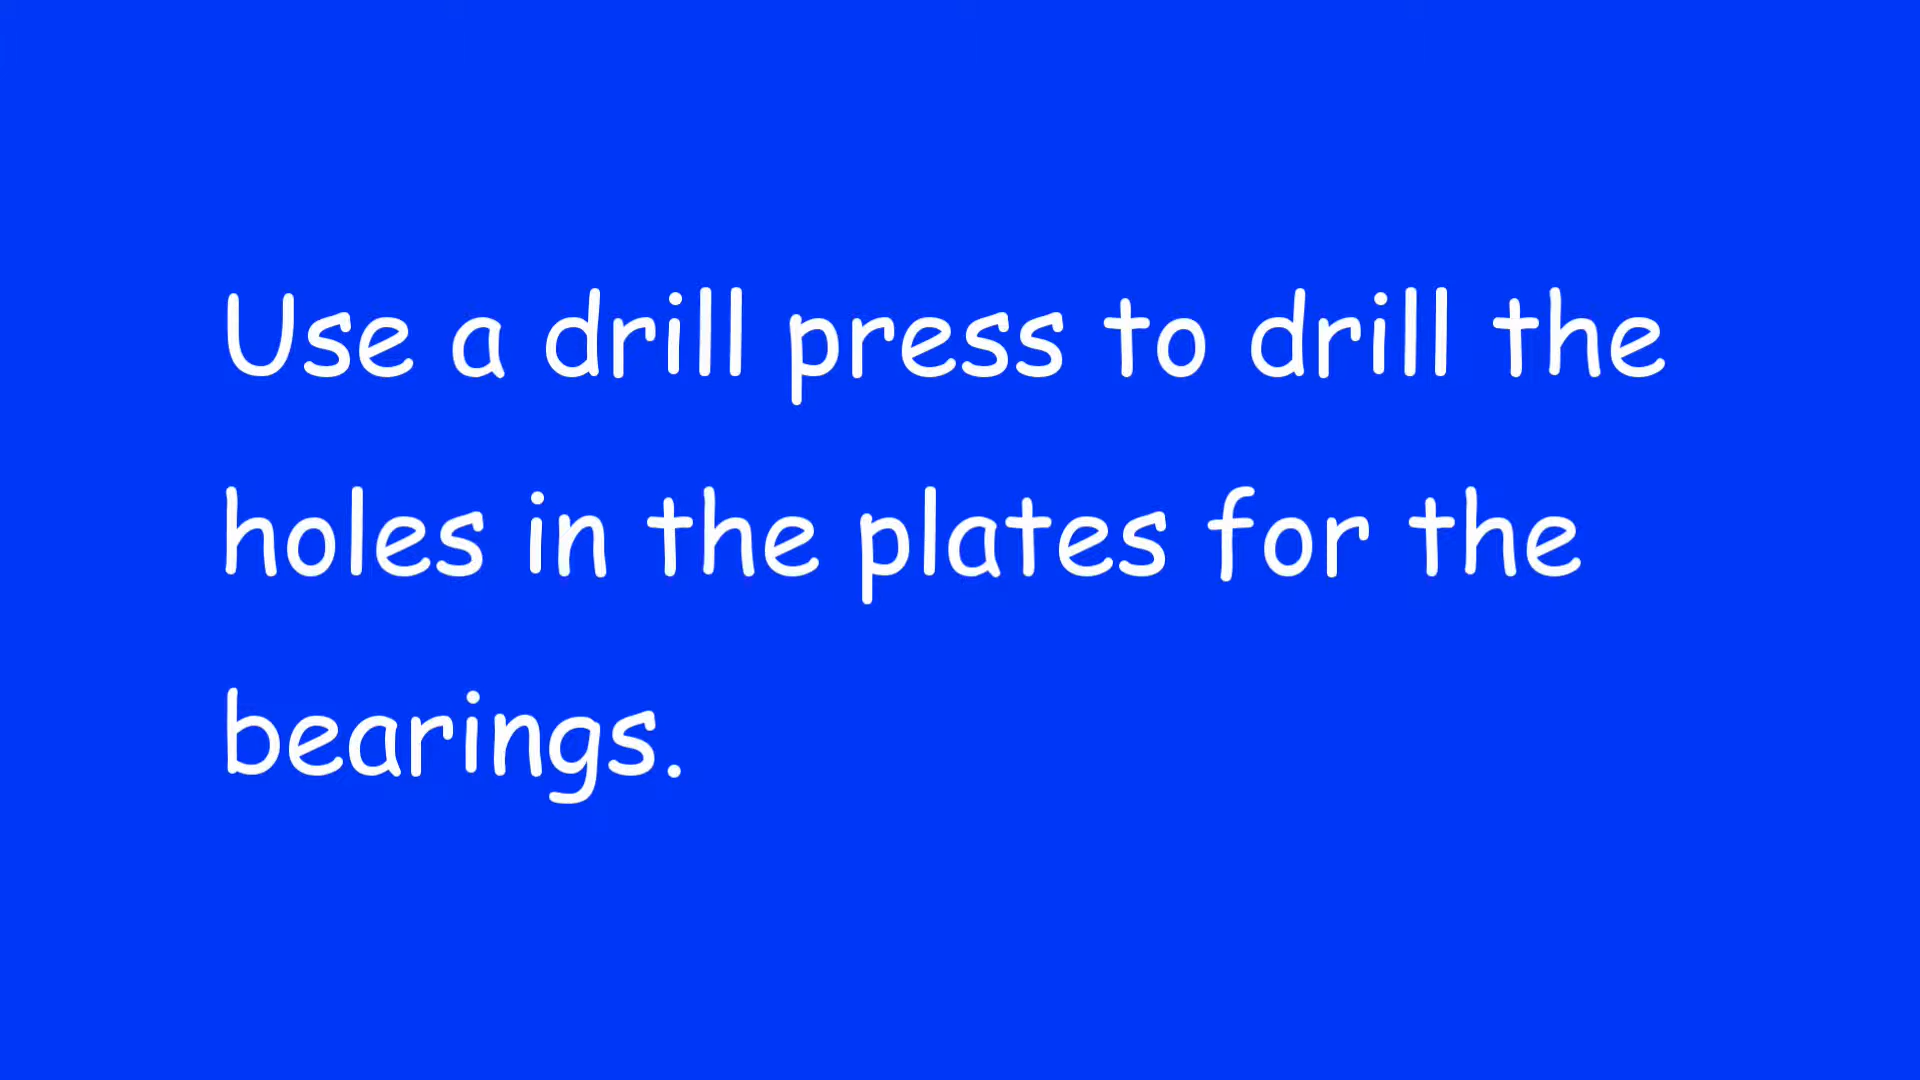 Use a drill press to drill the
holes in the plates for the
bearings.